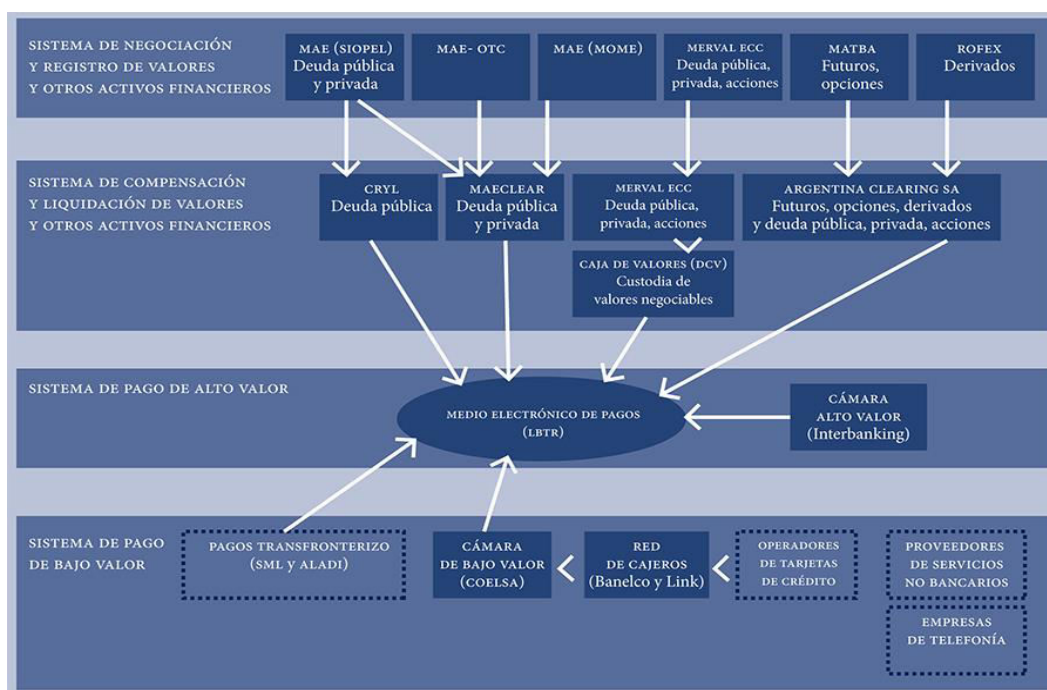 SISTEMA DE NEGOCIACIÓN
Y REGISTRO DE VALORES
Y OTROS ACTIVOS FINANCIEROS
MAE (SIOPEL)
Deuda pública
y privada
MAE- OTC
MAE (MOME)
MERVAL ECC
Deuda pública,
privada, acciones
MATBA
Futuros,
opciones
ROFEX
Derivados
SISTEMA DE COMPENSACIÓN
Y LIQUIDACIÓN DE VALORES
Y OTROS ACTIVOS FINANCIEROS
CRYL
Deuda pública
MAECLEAR
Deuda pública
y privada
MERVAL ECC
Deuda pública,
privada, acciones
ARGENTINA CLEARING SA
Futuros, opciones, derivados
y deuda pública, privada, acciones
CAJA DE VALORES (DCV)
Custodia de
valores negociables
SISTEMA DE PAGO DE ALTO VALOR
MEDIO ELECTRÓNICO DE PAGOS
(LBTR)
CÁMARA
ALTO VALOR
(Interbanking)
SISTEMA DE PAGO
DE BAJO VALOR
PAGOS TRANSFRONTERIZO
(SML y ALADI)
CÁMARA
DE BAJO VALOR
(COELSA)
RED
DE CAJEROS
(Banelco y Link)
OPERADORES
DE TARJETAS
DE CRÉDITO
PROVEEDORES
DE SERVICIOS
NO BANCARIOS
EMPRESAS
DE TELEFONÍA